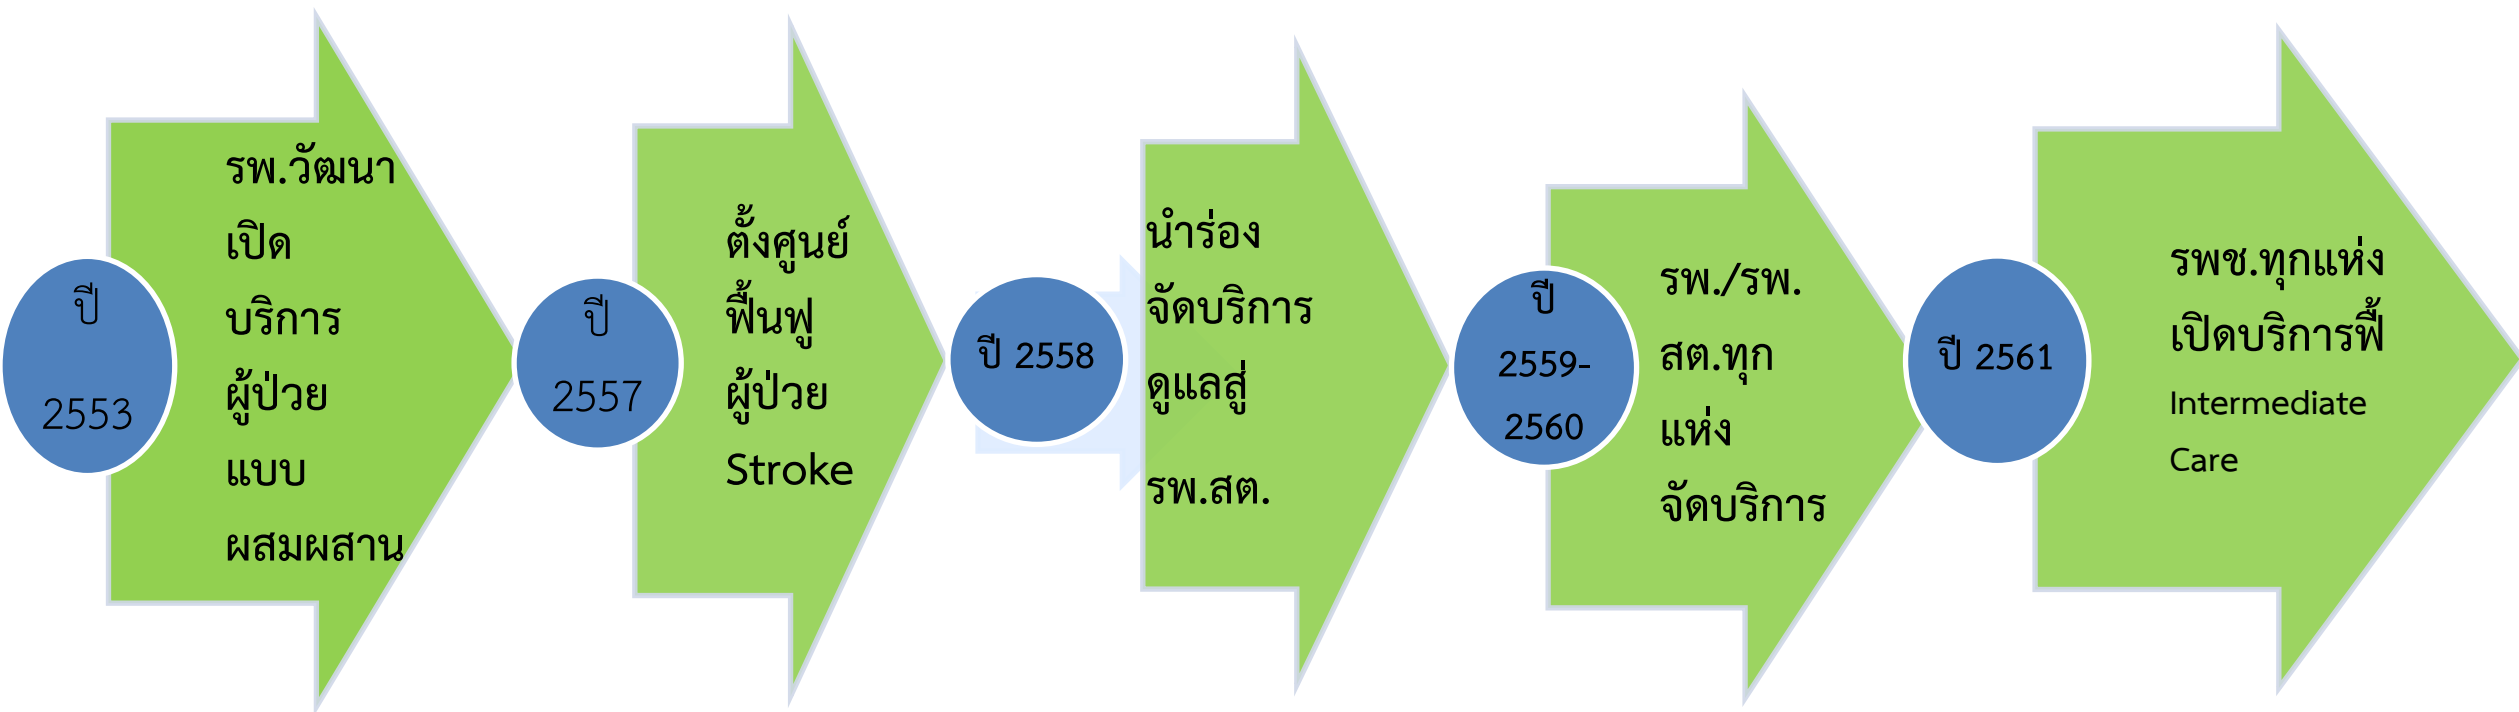 ปี
2553
รพ.วัฒนา
เปิด
บริการ
ผู้ป่วย
แบบ
ผสมผสาน
ปี
2557
ตั้งศูนย์
ฟื้นฟู
ผู้ป่วย
Stroke
ปี 2558
นำร่อง
จัดบริการ
ดูแลสู่
รพ.สต.
ปี
2559-
2560
รพ./รพ.
สต.ทุก
แห่ง
จัดบริการ
ปี 2561
รพช.ทุกแห่ง
เปิดบริการฟื้
Intermediate
Care